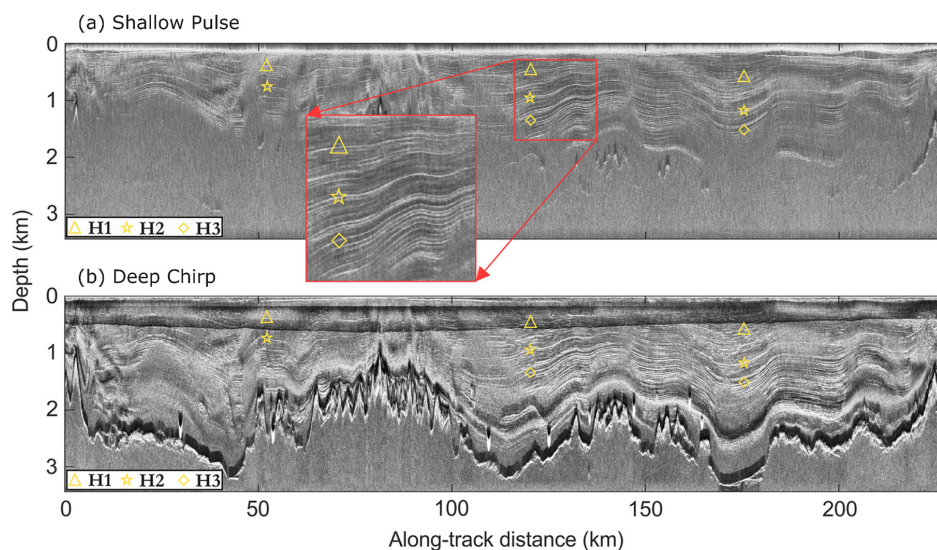 (a) Shallow Pulse
0
1
2
3
△ H1 ☆ H2 ◇ H3
Depth (km)
(b) Deep Chirp
0
1
2
3
△ H1 ☆ H2 ◇ H3
0 50 100 150 200
Along-track distance (km)